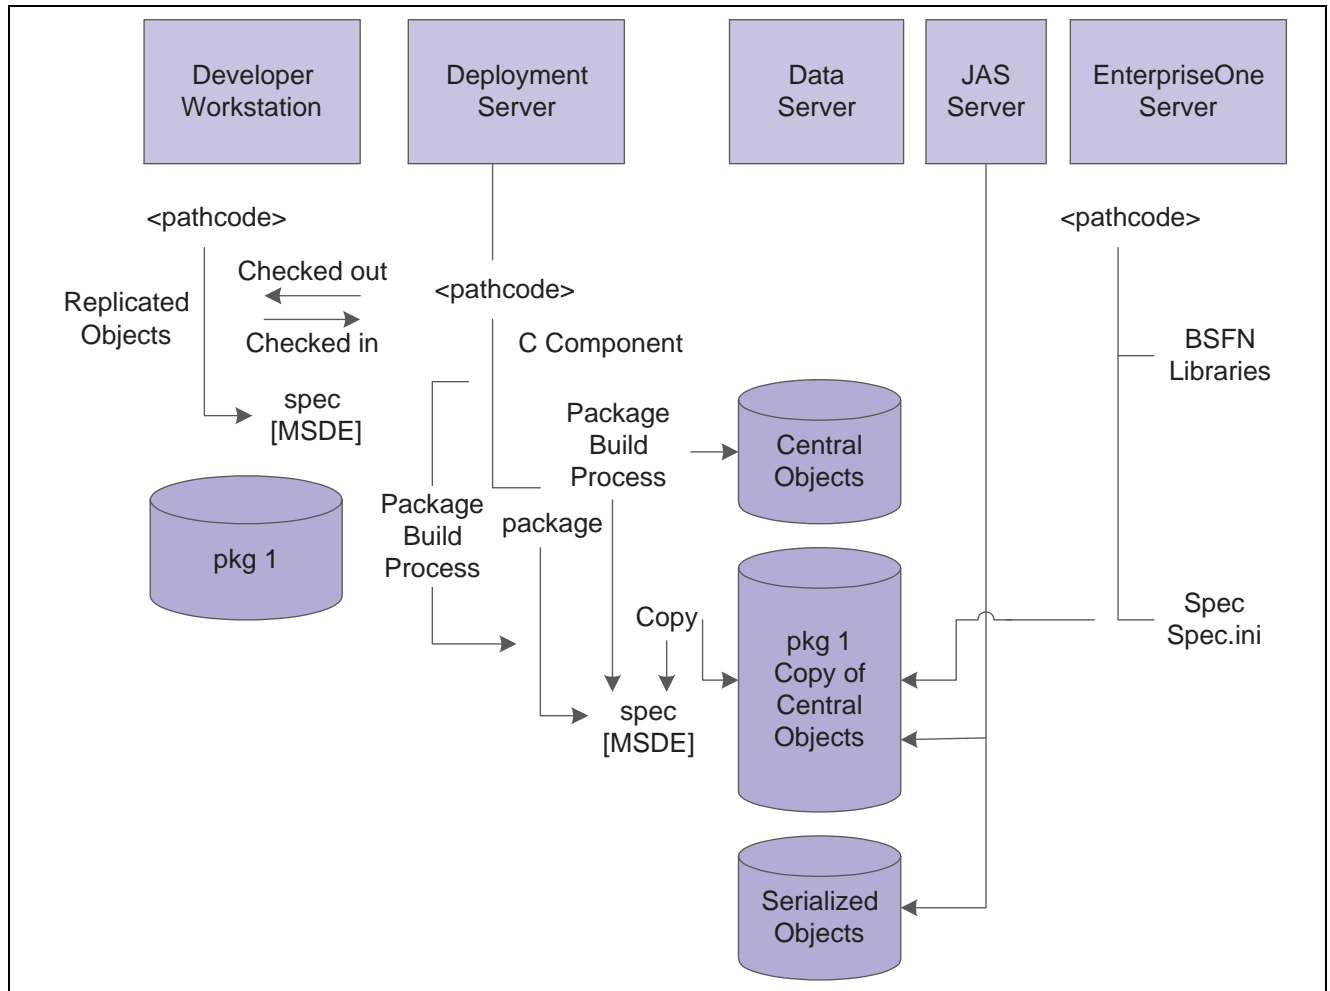 Developer
Workstation
Deployment
Server
Data
Server
JAS
Server
EnterpriseOne
Server
<pathcode>
Replicated
Objects
Checked out
Checked in
spec
[MSDE]
pkg 1
<pathcode>
C Component
Package
Build
Process
Package
Build
Process
package
Copy
spec
[MSDE]
Central
Objects
pkg 1
Copy of
Central
Objects
Serialized
Objects
<pathcode>
BSFN
Libraries
Spec
Spec.ini